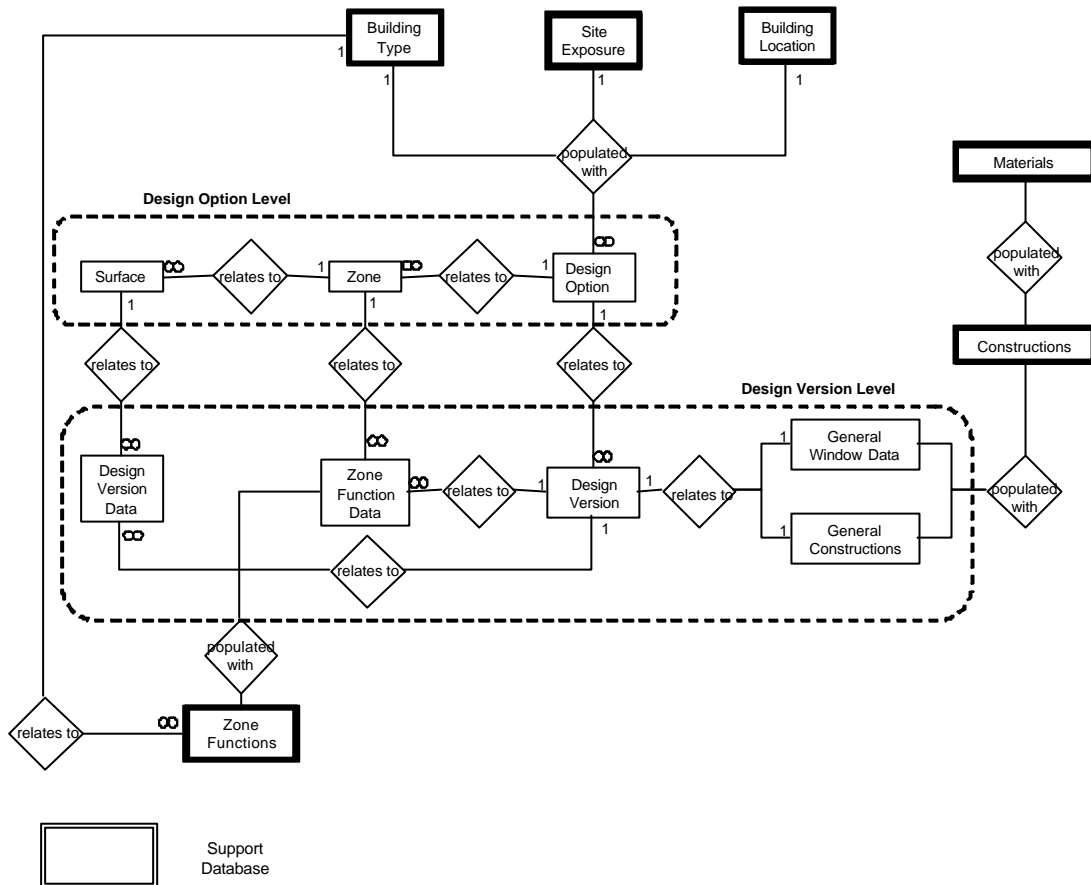 Building
Type
Site
Exposure
Building
Location
1
1
1
1
populated
with
Materials
Design Option Level
populated
with
∞
Surface
∞
relates to
1
Zone
∞
relates to
1
Design
Option
1
1
1
Constructions
relates to
relates to
relates to
Design Version Level
∞
∞
∞
Design
Version
Data
Zone
Function
Data
∞
relates to
1
Design
Version
1
relates to
1
General
Window Data
populated
with
∞
1
1
General
Constructions
relates to
populated
with
relates to
∞
Zone
Functions
Support
Database